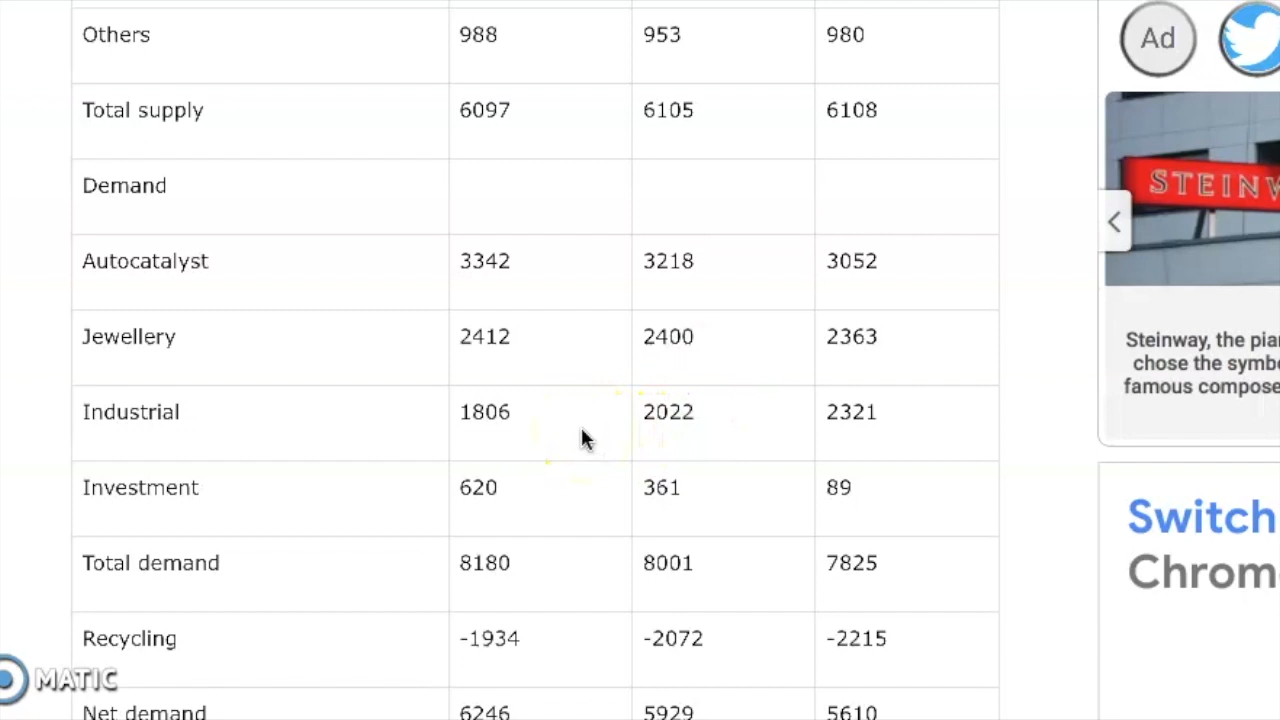 Others 988 953 980
Total supply 6097 6105 6108
Demand
Autocatalyst 3342 3218 3052
Jewellery 2412 2400 2363
Industrial 1806 2022 2321
Investment 620 361 89
Total demand 8180 8001 7825
Recycling -1934 -2072 -2215
Net demand 6246 5929 5610
Ad
STEINW
Steinway, the pia
chose the symb
famous compose
Switch
Chrom
MATIC